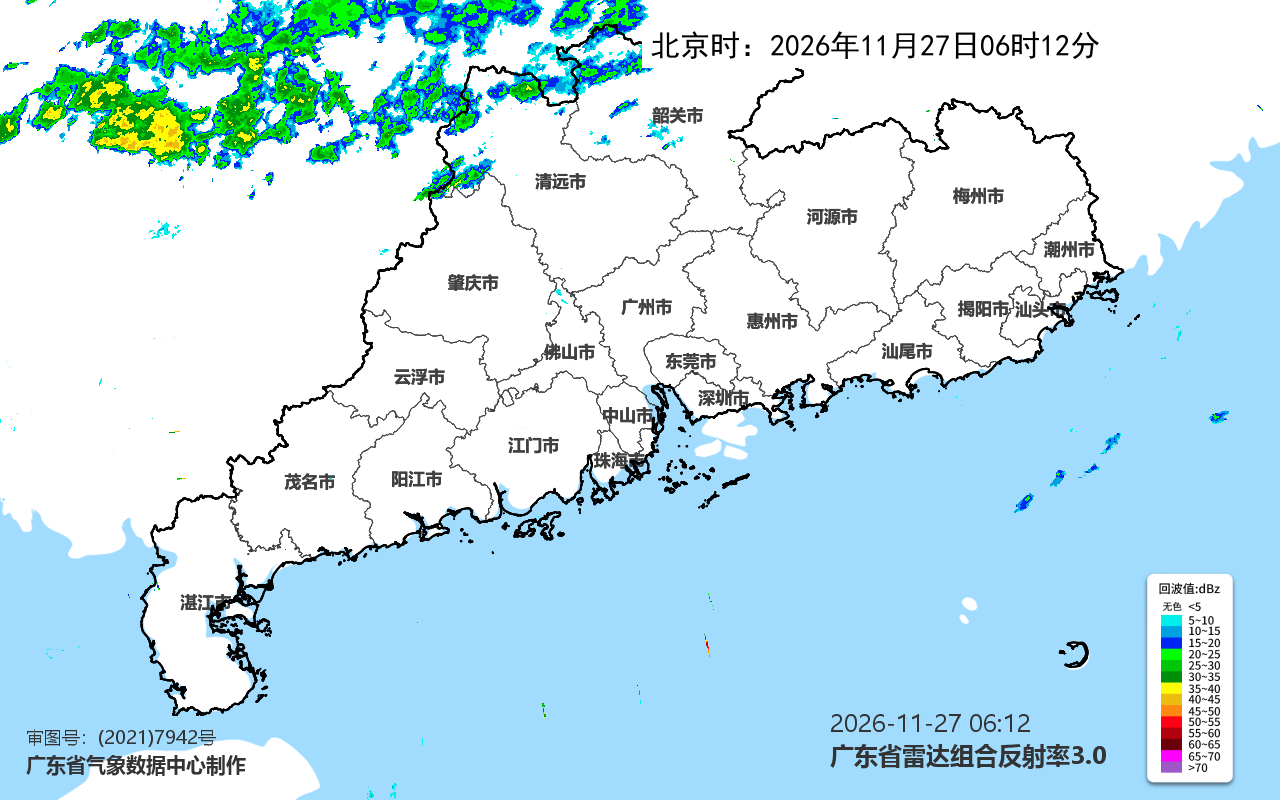 北京时：2026年11月27日06时12分
韶关市
清远市
梅州市
河源市
潮州市
肇庆市
广州市
揭阳市
汕头市
惠州市
佛山市
汕尾市
东莞市
云浮市
深圳市
中山市
江门市
珠海市
阳江市
茂名市
湛江市
回波值:dBz
无色 <5
5~10
10~15
15~20
20~25
25~30
30~35
35~40
40~45
45~50
50~55
55~60
60~65
65~70
>70
2026-11-27 06:12
广东省雷达组合反射率3.0
审图号：(2021)7942号
广东省气象数据中心制作